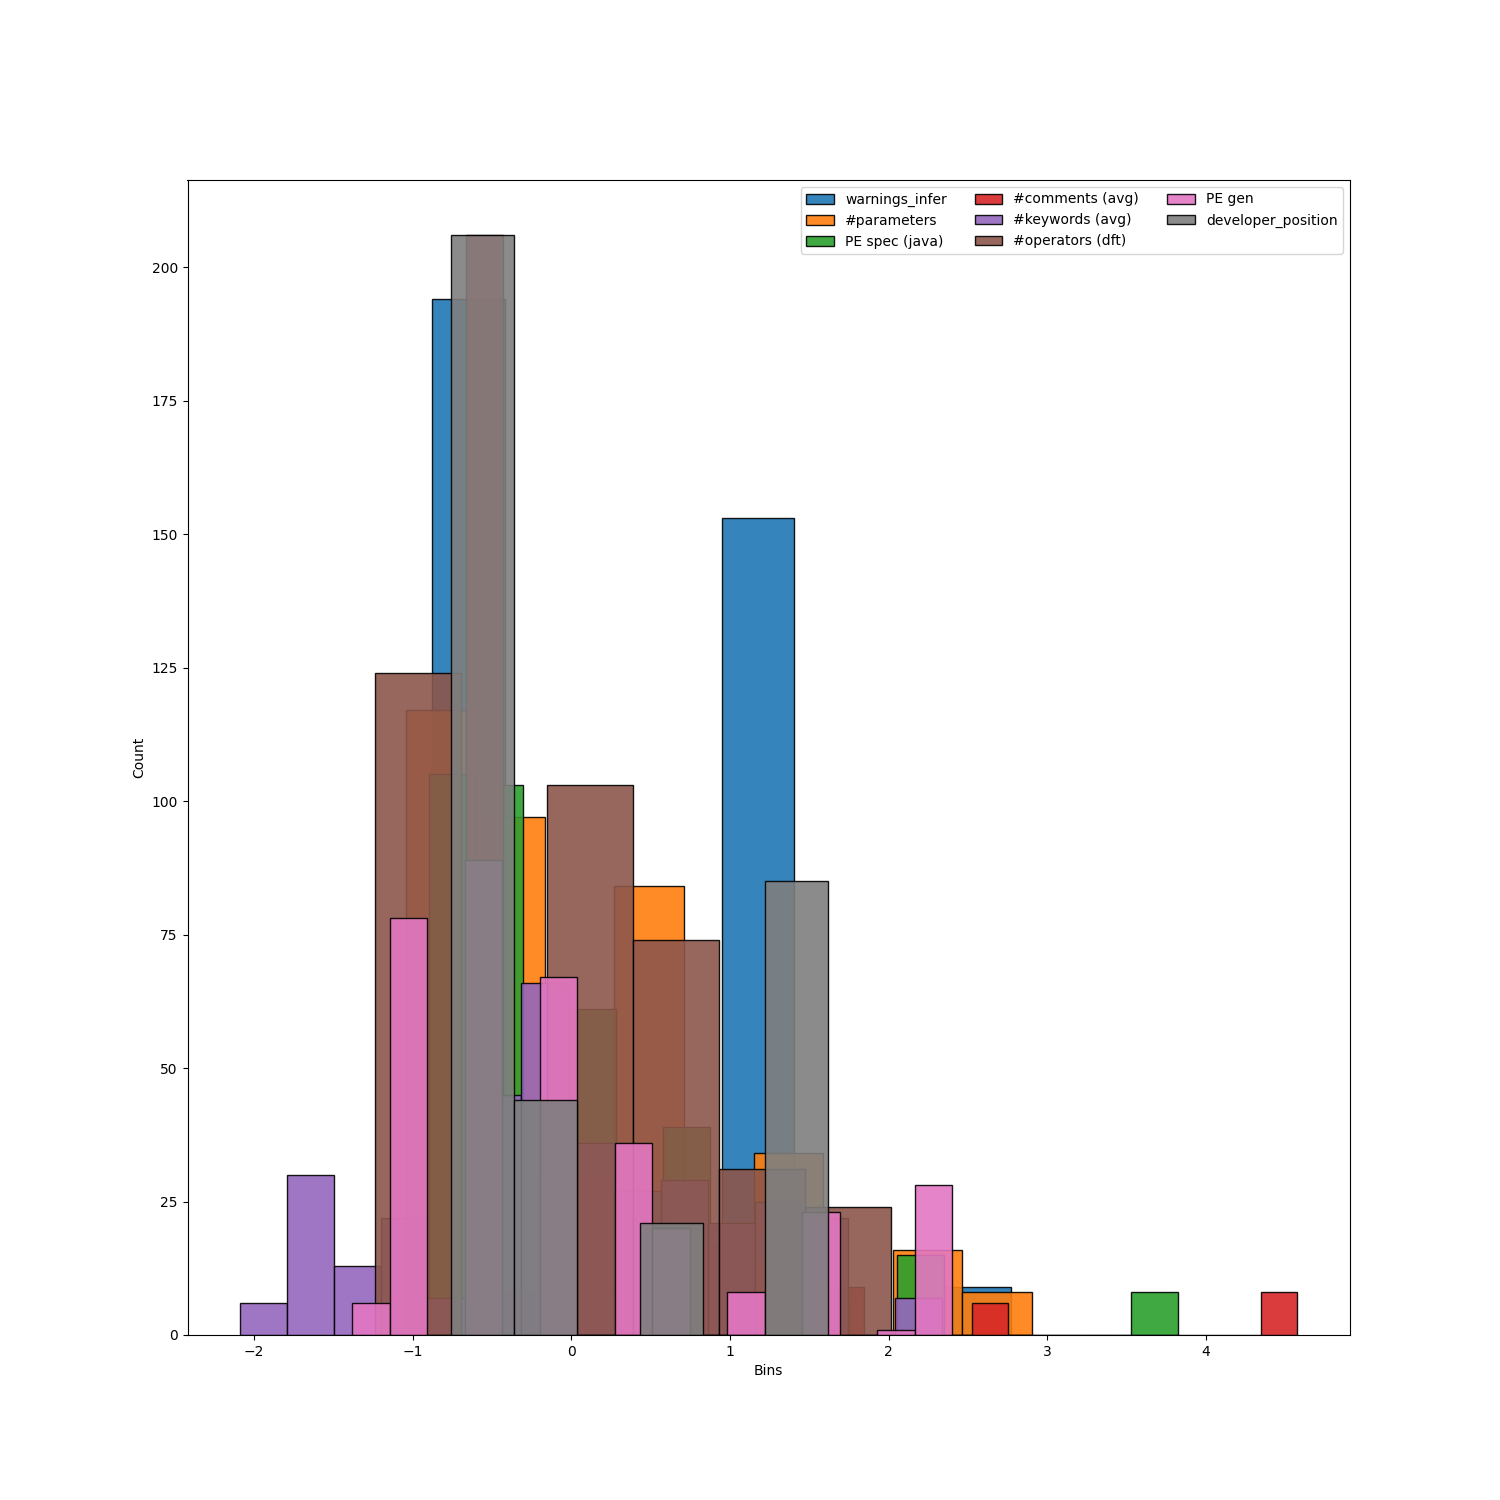 warnings_infer
#parameters
PE spec (java)
#comments (avg)
#keywords (avg)
#operators (dft)
PE gen
developer_position
200
175
150
125
100
75
50
25
0
Count
−2 −1 0 1 2 3 4
Bins